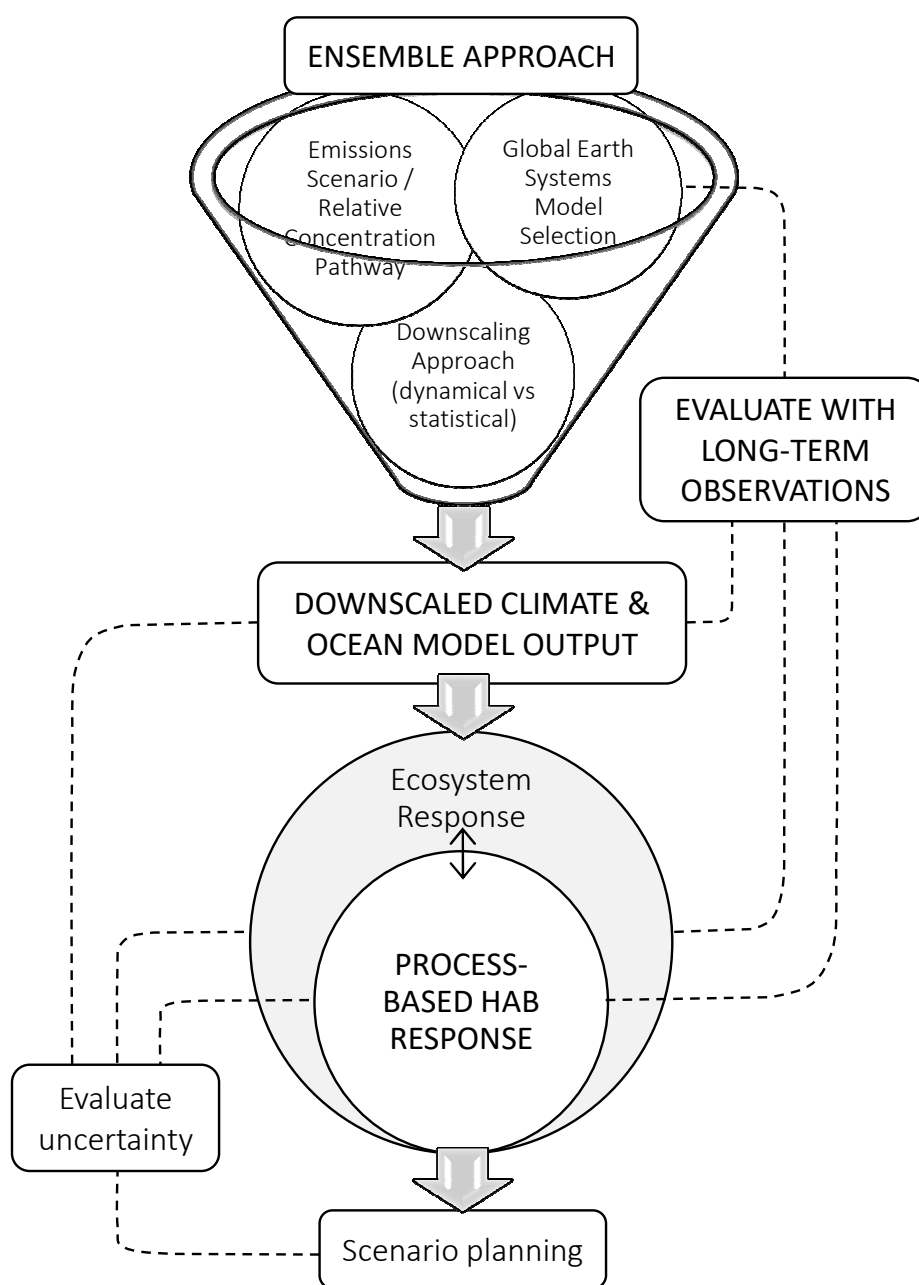 ENSEMBLE APPROACH
Emissions
Scenario /
Relative
Concentration
Pathway
Global Earth
Systems
Model
Selection
Downscaling
Approach
(dynamical vs
statistical)
EVALUATE WITH
LONG-TERM
OBSERVATIONS
DOWNSCALED CLIMATE &
OCEAN MODEL OUTPUT
Ecosystem
Response
PROCESS-
BASED HAB
RESPONSE
Evaluate
uncertainty
Scenario planning